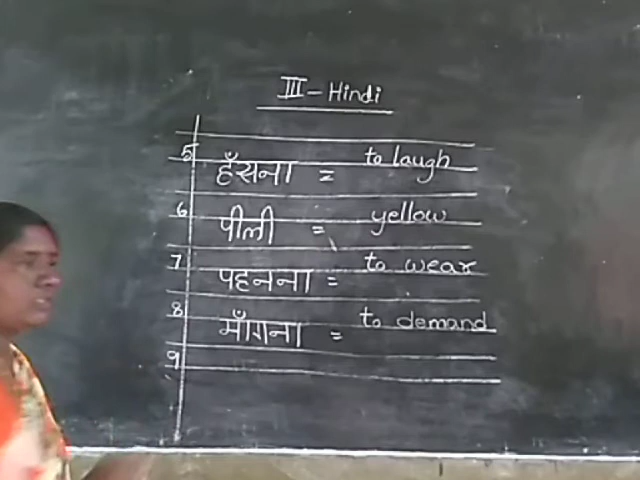 III - Hindi
5 हँसना = to laugh
6 पीली = yellow
7 पहनना = to wear
8 माँगना = to demand
9